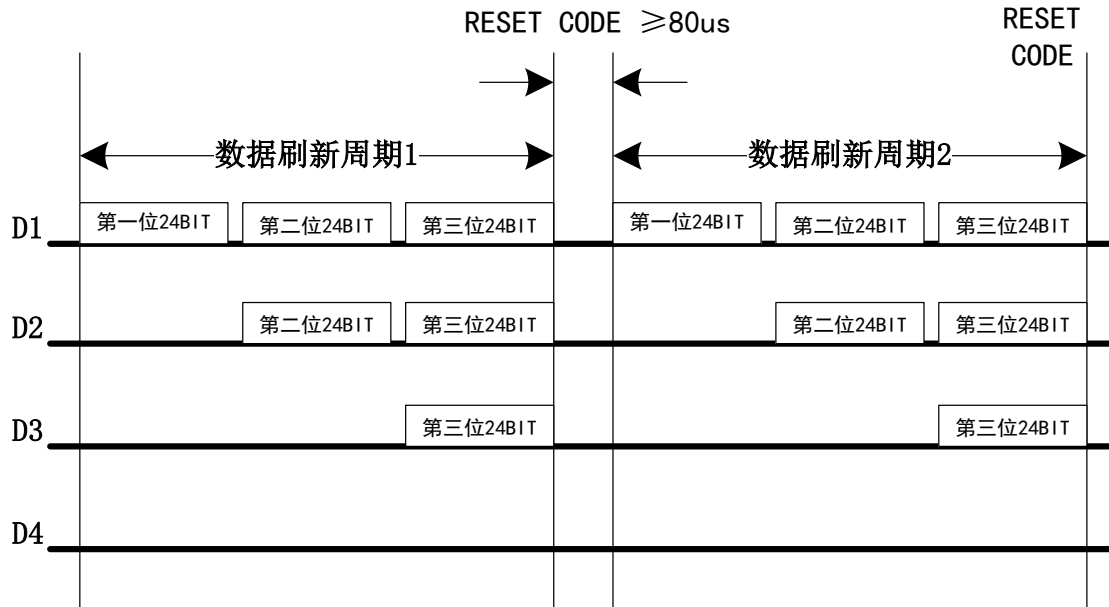 RESET CODE ≥80us
RESET
CODE
数据刷新周期1
数据刷新周期2
D1
第一位24BIT
第二位24BIT
第三位24BIT
第一位24BIT
第二位24BIT
第三位24BIT
D2
第二位24BIT
第三位24BIT
第二位24BIT
第三位24BIT
D3
第三位24BIT
第三位24BIT
D4